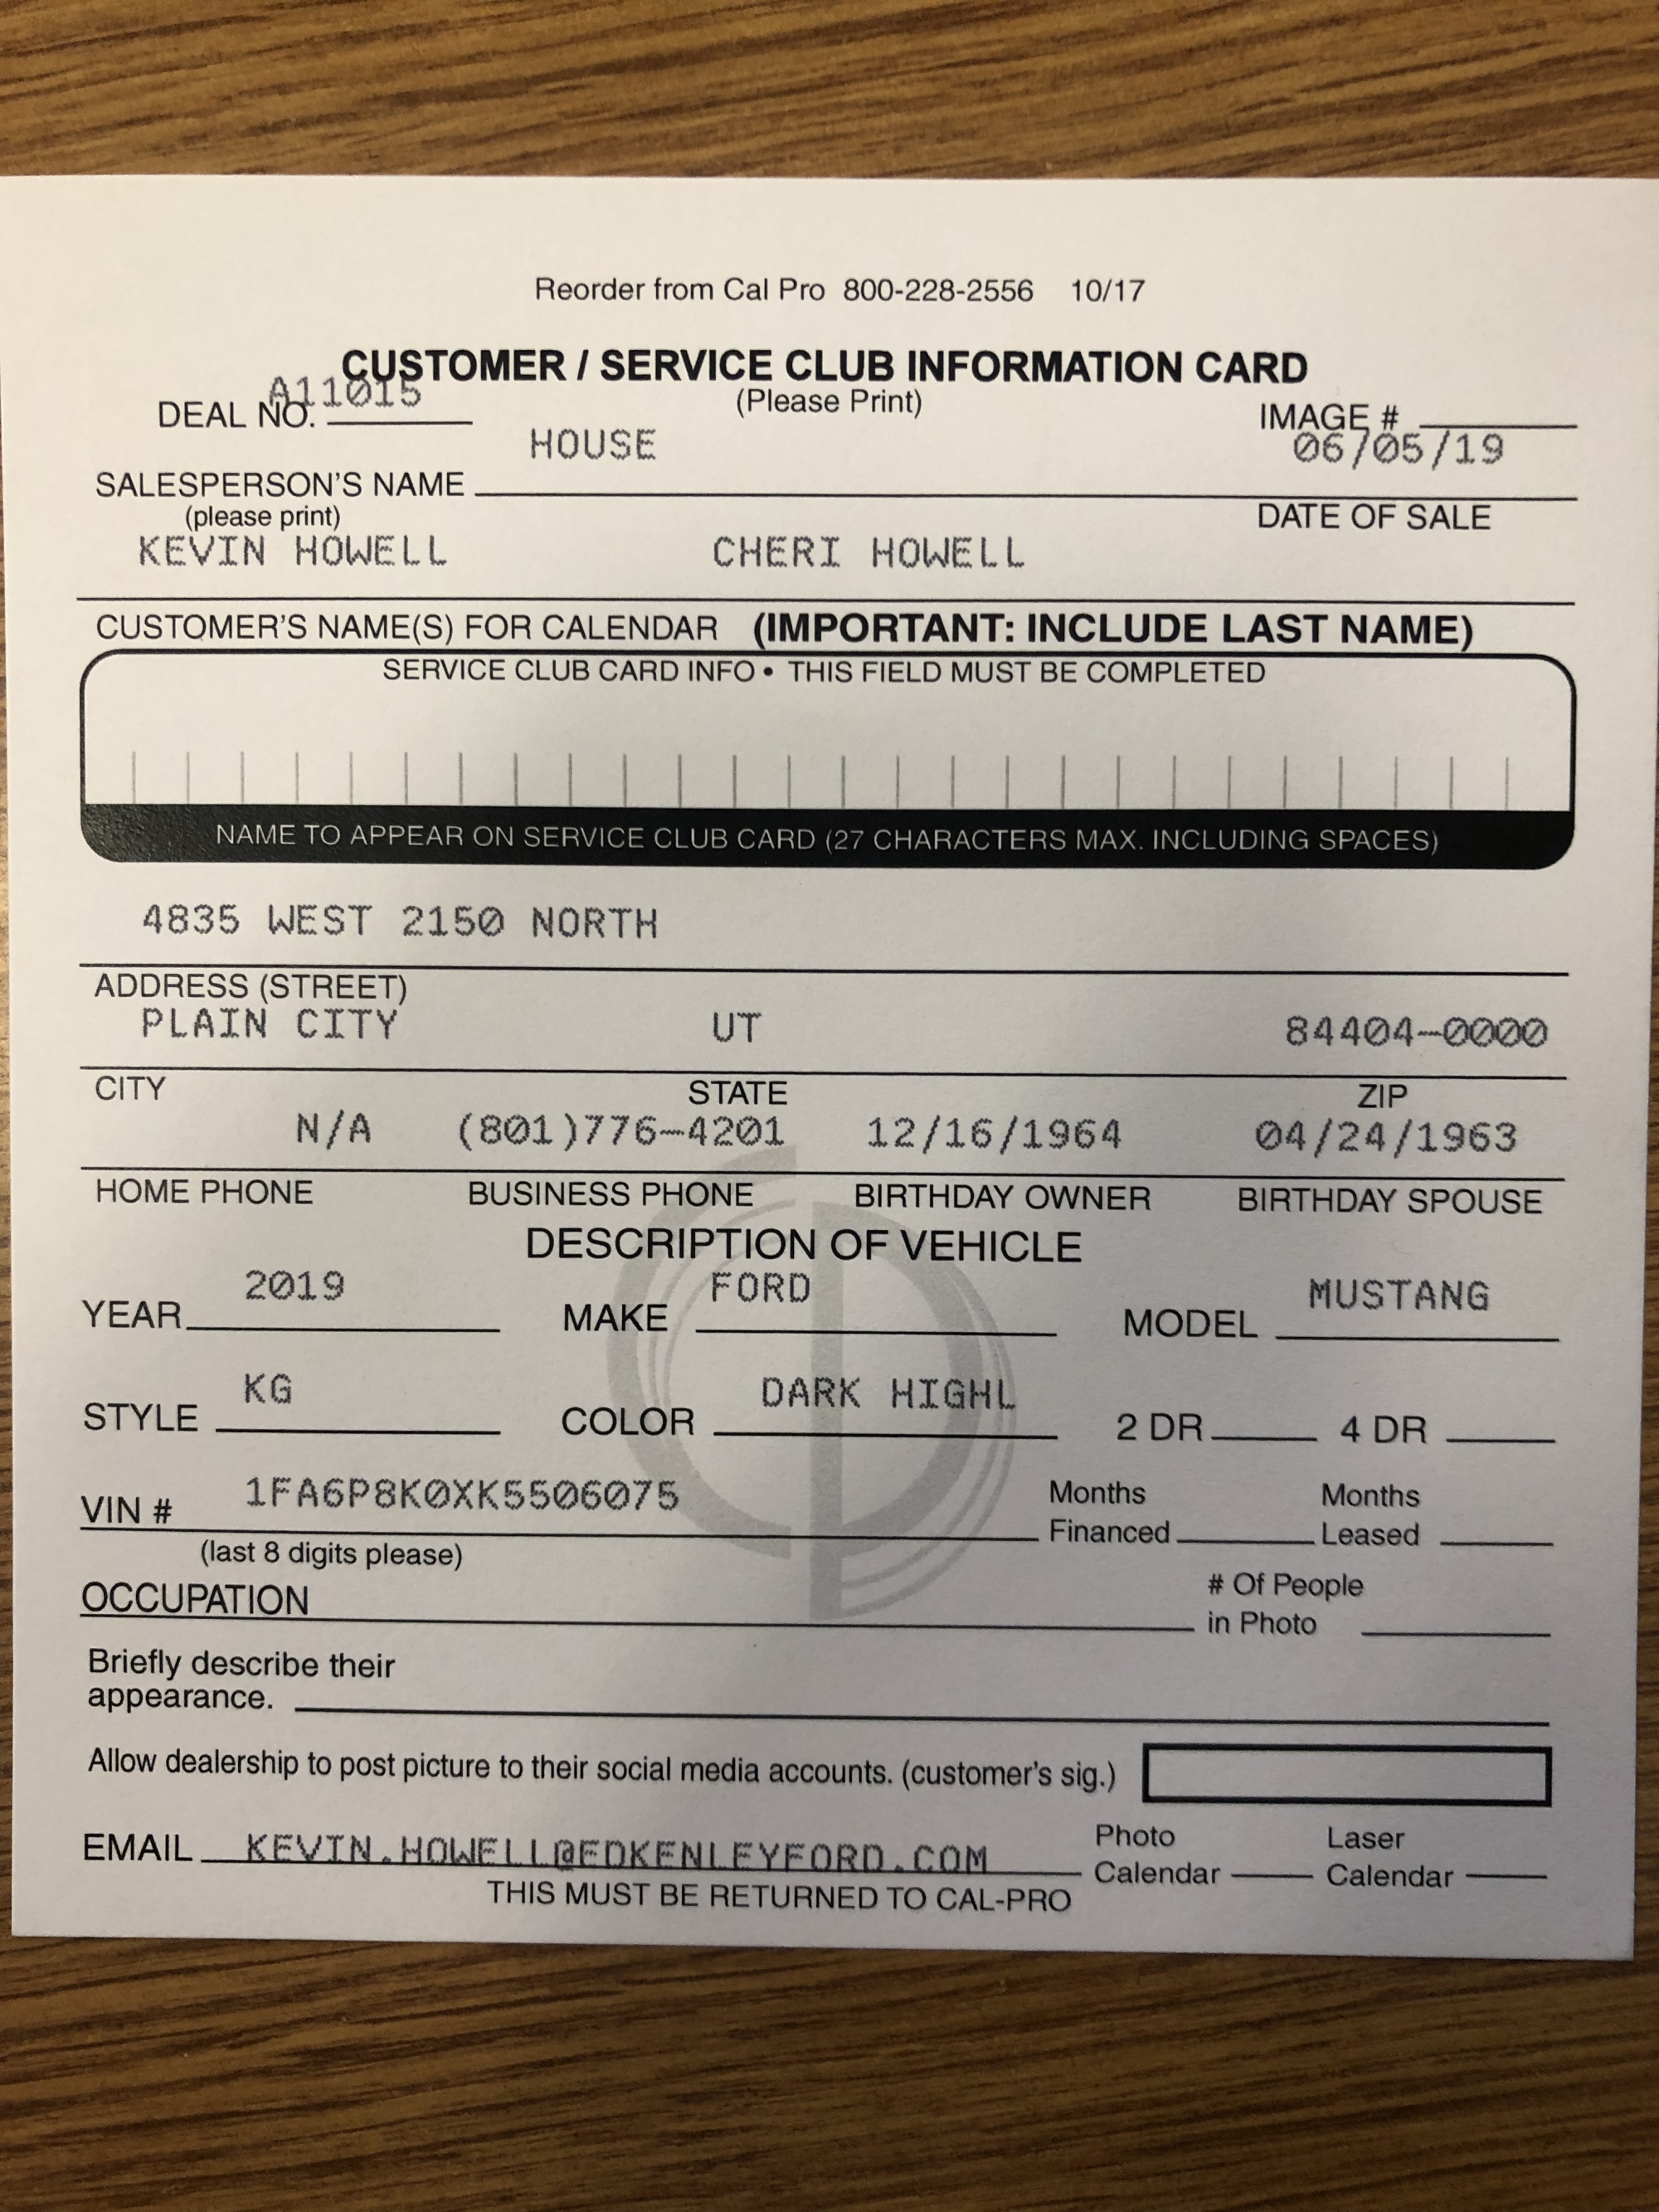 Reorder from Cal Pro 800-228-2556 10/17
CUSTOMER / SERVICE CLUB INFORMATION CARD
A11015
DEAL NO. (Please Print) IMAGE #
HOUSE 06/05/19
SALESPERSON'S NAME
(please print) DATE OF SALE
KEVIN HOWELL CHERI HOWELL
CUSTOMER'S NAME(S) FOR CALENDAR (IMPORTANT: INCLUDE LAST NAME)
SERVICE CLUB CARD INFO • THIS FIELD MUST BE COMPLETED
NAME TO APPEAR ON SERVICE CLUB CARD (27 CHARACTERS MAX. INCLUDING SPACES)
4835 WEST 2150 NORTH
ADDRESS (STREET)
PLAIN CITY UT 84404-0000
CITY STATE ZIP
N/A (801)776-4201 12/16/1964 04/24/1963
HOME PHONE BUSINESS PHONE BIRTHDAY OWNER BIRTHDAY SPOUSE
DESCRIPTION OF VEHICLE
2019 FORD MUSTANG
YEAR MAKE MODEL
KG DARK HIGHL
STYLE COLOR 2 DR 4 DR
1FA6P8K0XK5506075
VIN # Months Financed Months Leased
(last 8 digits please)
OCCUPATION # Of People in Photo
Briefly describe their
appearance.
Allow dealership to post picture to their social media accounts. (customer's sig.)
EMAIL KEVIN.HOWELL@EDKENLEYFORD.COM Photo Calendar Laser Calendar
THIS MUST BE RETURNED TO CAL-PRO